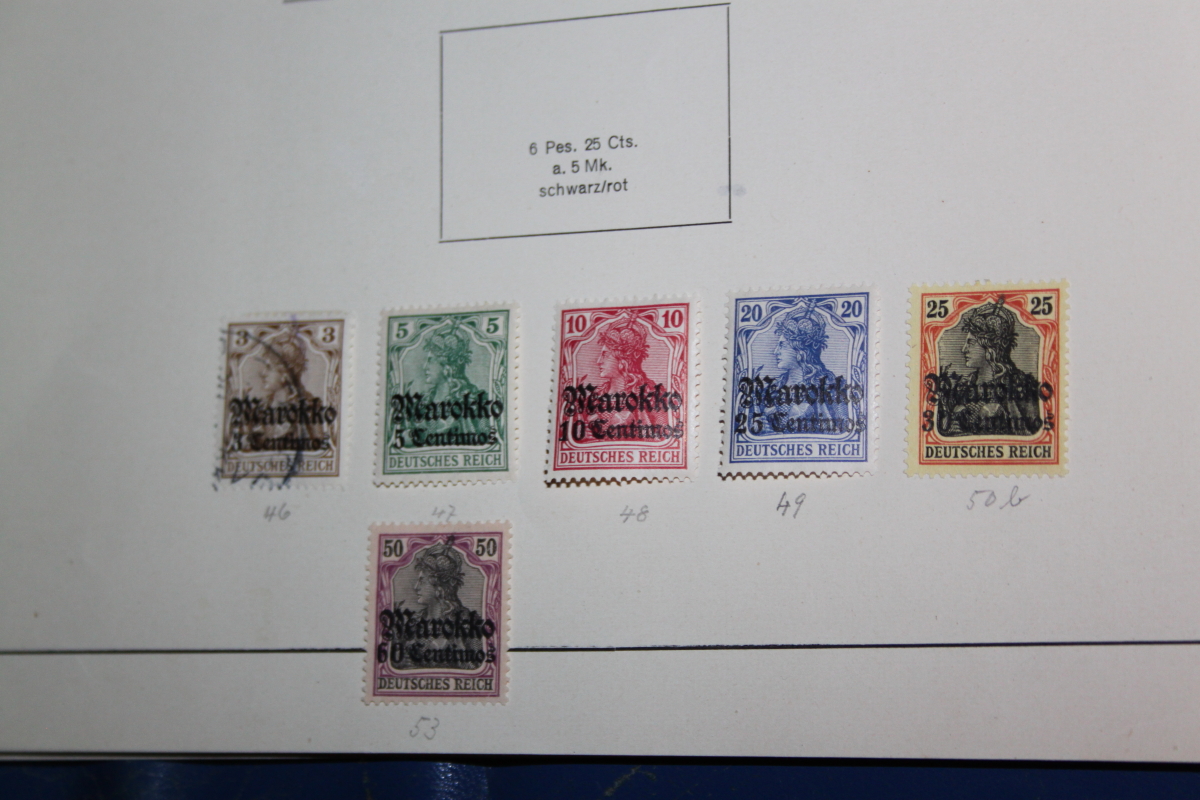 6 Pes. 25 Cts.
a. 5 Mk.
schwarz/rot
3 3
Marokko
3 Centimos
DEUTSCHES REICH
46
5 5
Marokko
5 Centimos
DEUTSCHES REICH
47
10 10
Marokko
10 Centimos
DEUTSCHES REICH
48
20 20
Marokko
25 Centimos
DEUTSCHES REICH
49
25 25
Marokko
30 Centimos
DEUTSCHES REICH
50 b
50 50
Marokko
60 Centimos
DEUTSCHES REICH
53